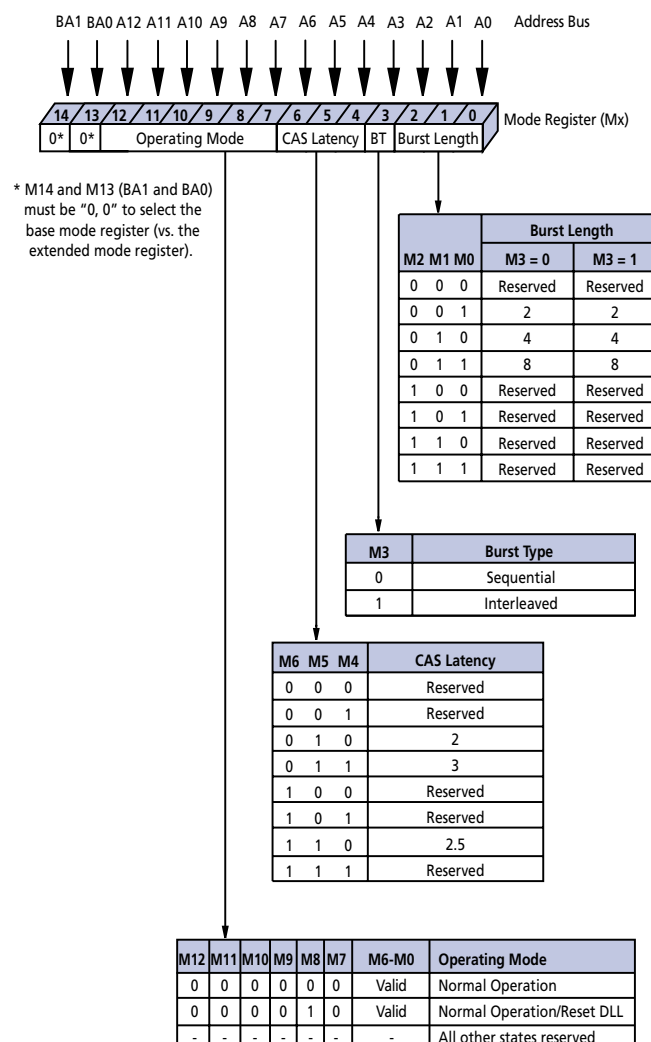 BA1 BA0 A12 A11 A10 A9 A8 A7 A6 A5 A4 A3 A2 A1 A0 Address Bus
14 13 12 11 10 9 8 7 6 5 4 3 2 1 0 Mode Register (Mx)
0* 0* Operating Mode CAS Latency BT Burst Length
* M14 and M13 (BA1 and BA0)
must be “0, 0” to select the
base mode register (vs. the
extended mode register).
Burst Length
M2 M1 M0 M3 = 0 M3 = 1
0 0 0 Reserved Reserved
0 0 1 2 2
0 1 0 4 4
0 1 1 8 8
1 0 0 Reserved Reserved
1 0 1 Reserved Reserved
1 1 0 Reserved Reserved
1 1 1 Reserved Reserved
M3 Burst Type
0 Sequential
1 Interleaved
M6 M5 M4 CAS Latency
0 0 0 Reserved
0 0 1 Reserved
0 1 0 2
0 1 1 3
1 0 0 Reserved
1 0 1 Reserved
1 1 0 2.5
1 1 1 Reserved
M12 M11 M10 M9 M8 M7 M6-M0 Operating Mode
0 0 0 0 0 0 Valid Normal Operation
0 0 0 0 1 0 Valid Normal Operation/Reset DLL
- - - - - - - All other states reserved